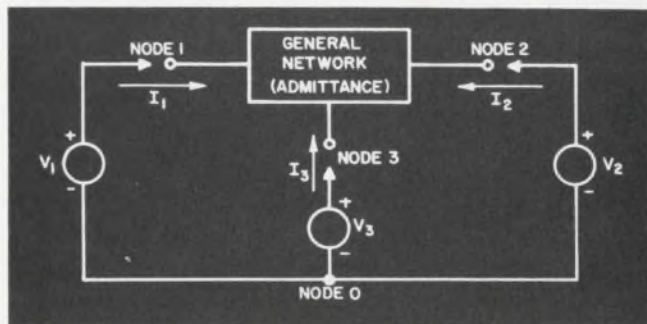 NODE 1
GENERAL
NETWORK
(ADMITTANCE)
NODE 2
I1
I2
+
V1
-
I3
NODE 3
+
V3
-
+
V2
-
NODE 0